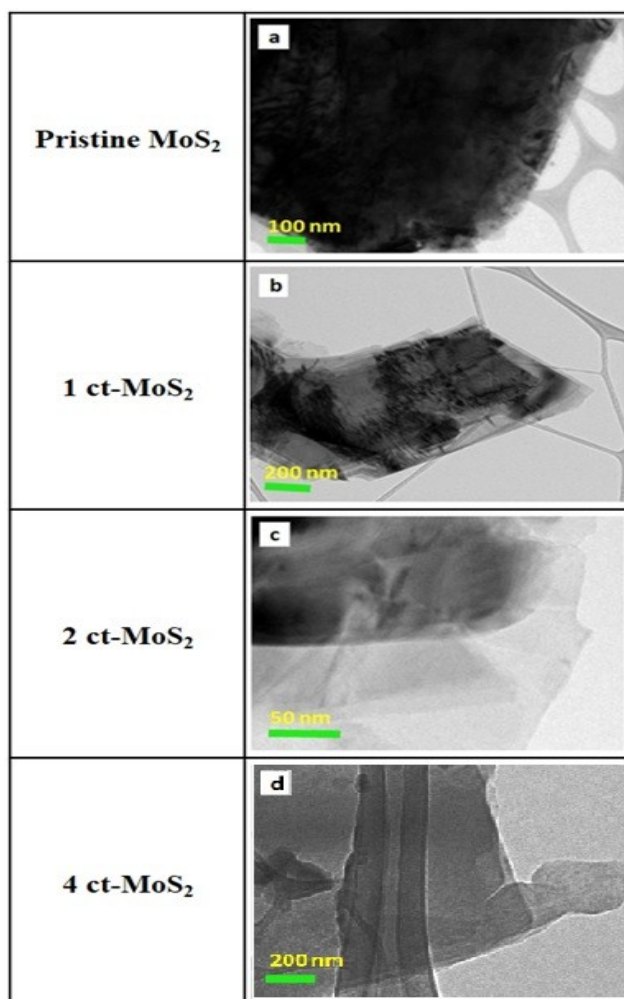 a
Pristine MoS₂
100 nm
b
1 ct-MoS₂
200 nm
c
2 ct-MoS₂
50 nm
d
4 ct-MoS₂
200 nm